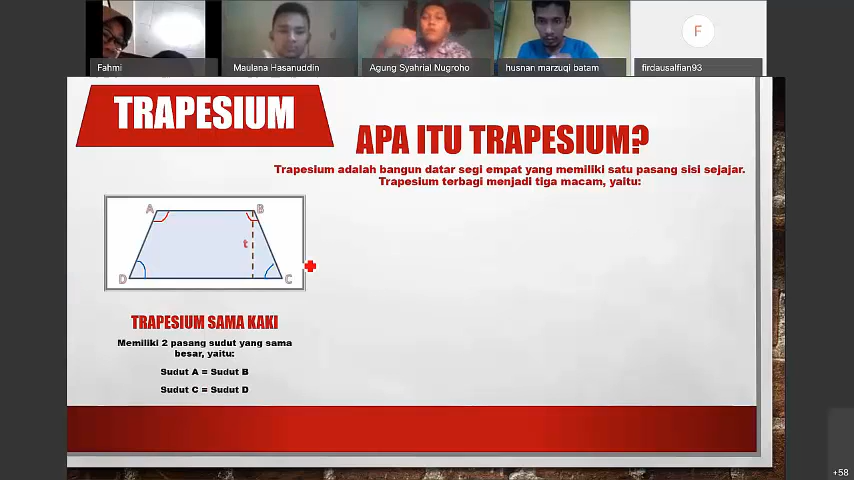 Fahmi
Maulana Hasanuddin
Agung Syahrial Nugroho
husnan marzuqi batam
F
firdausalfian93
TRAPESIUM
APA ITU TRAPESIUM?
Trapesium adalah bangun datar segi empat yang memiliki satu pasang sisi sejajar.
Trapesium terbagi menjadi tiga macam, yaitu:
A
B
t
D
C
TRAPESIUM SAMA KAKI
Memiliki 2 pasang sudut yang sama
besar, yaitu:
Sudut A = Sudut B
Sudut C = Sudut D
+58